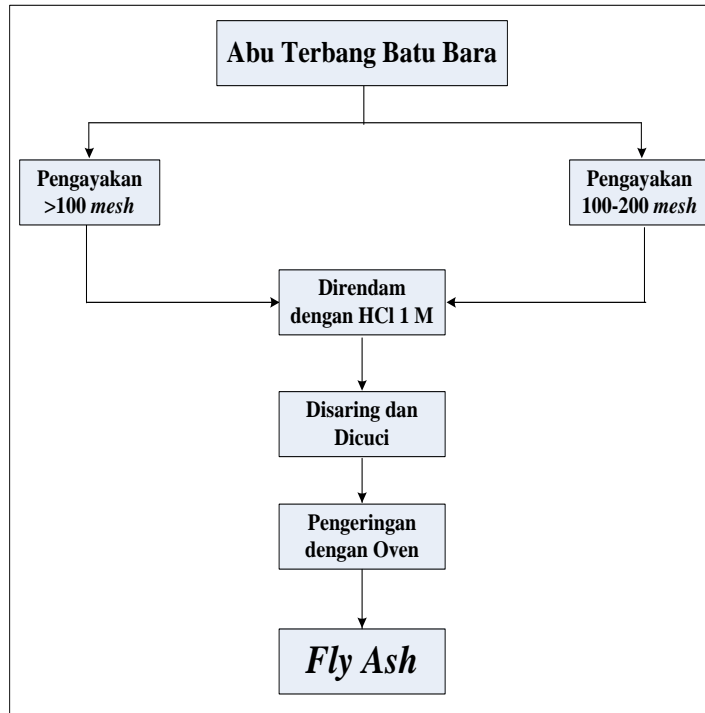 Abu Terbang Batu Bara
Pengayakan
>100 mesh
Pengayakan
100-200 mesh
Direndam
dengan HCl 1 M
Disaring dan
Dicuci
Pengeringan
dengan Oven
Fly Ash